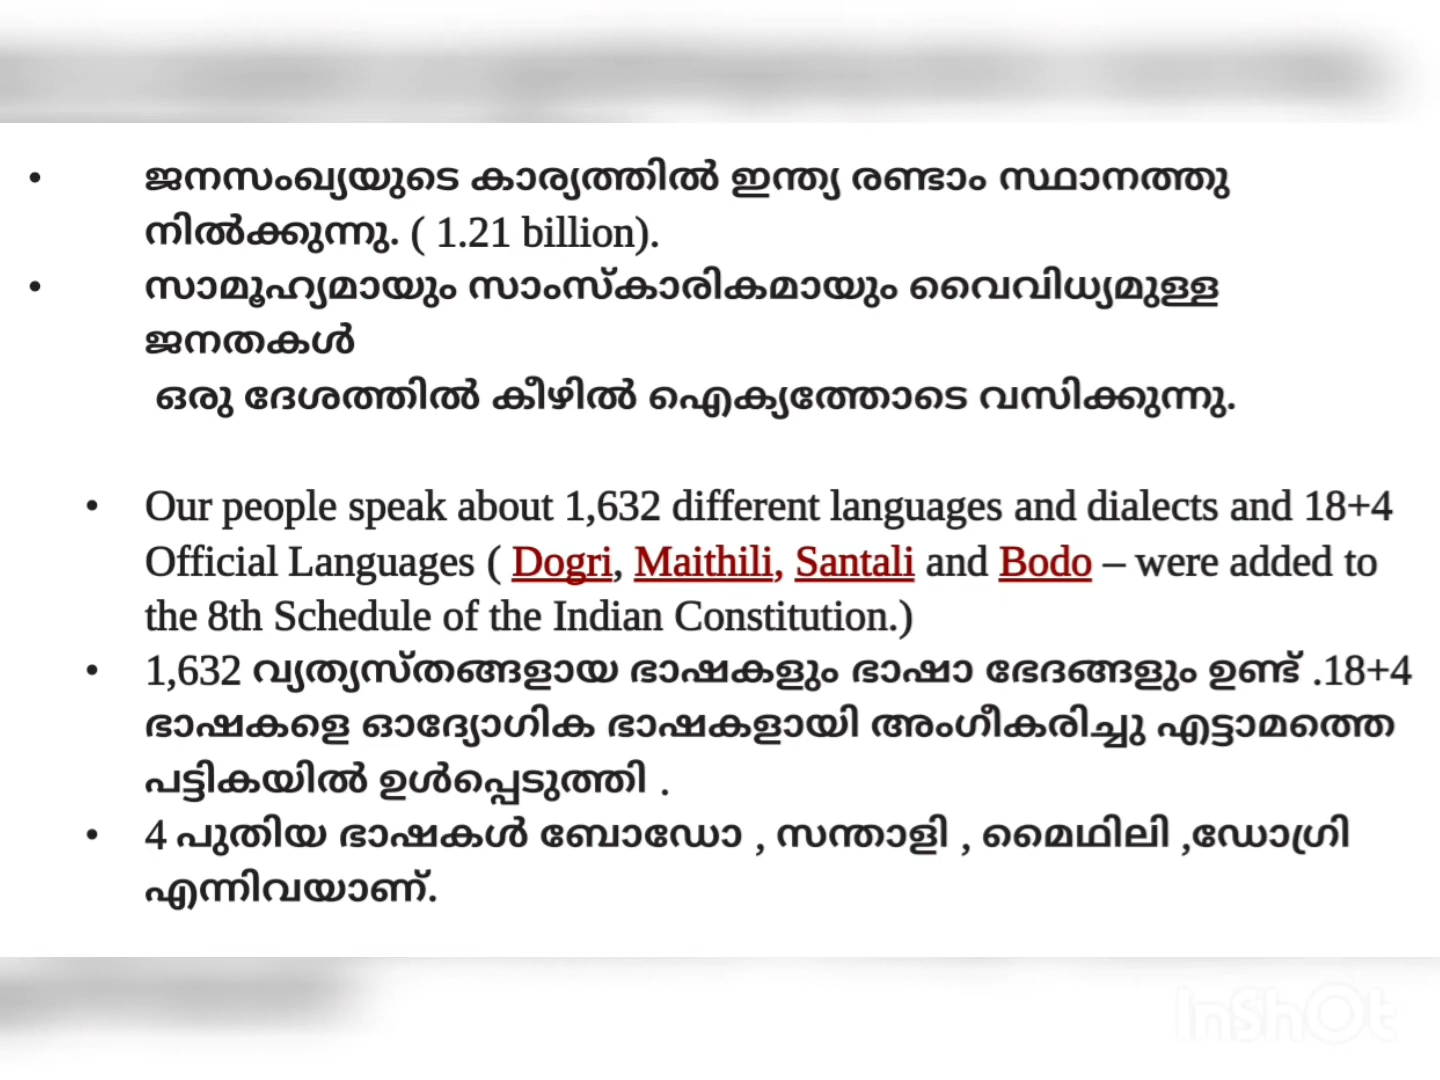 • ജനസംഖ്യയുടെ കാര്യത്തിൽ ഇന്ത്യ രണ്ടാം സ്ഥാനത്തു
നിൽക്കുന്നു. ( 1.21 billion).
• സാമൂഹ്യമായും സാംസ്കാരികമായും വൈവിധ്യമുള്ള
ജനതകൾ
ഒരു ദേശത്തിൽ കീഴിൽ ഐക്യത്തോടെ വസിക്കുന്നു.
• Our people speak about 1,632 different languages and dialects and 18+4
Official Languages ( Dogri, Maithili, Santali and Bodo – were added to
the 8th Schedule of the Indian Constitution.)
• 1,632 വ്യത്യസ്തങ്ങളായ ഭാഷകളും ഭാഷാ ഭേദങ്ങളും ഉണ്ട് .18+4
ഭാഷകളെ ഓദ്യോഗിക ഭാഷകളായി അംഗീകരിച്ചു എട്ടാമത്തെ
പട്ടികയിൽ ഉൾപ്പെടുത്തി .
• 4 പുതിയ ഭാഷകൾ ബോഡോ , സന്താളി , മൈഥിലി ,ഡോഗ്രി
എന്നിവയാണ്.
InShOt